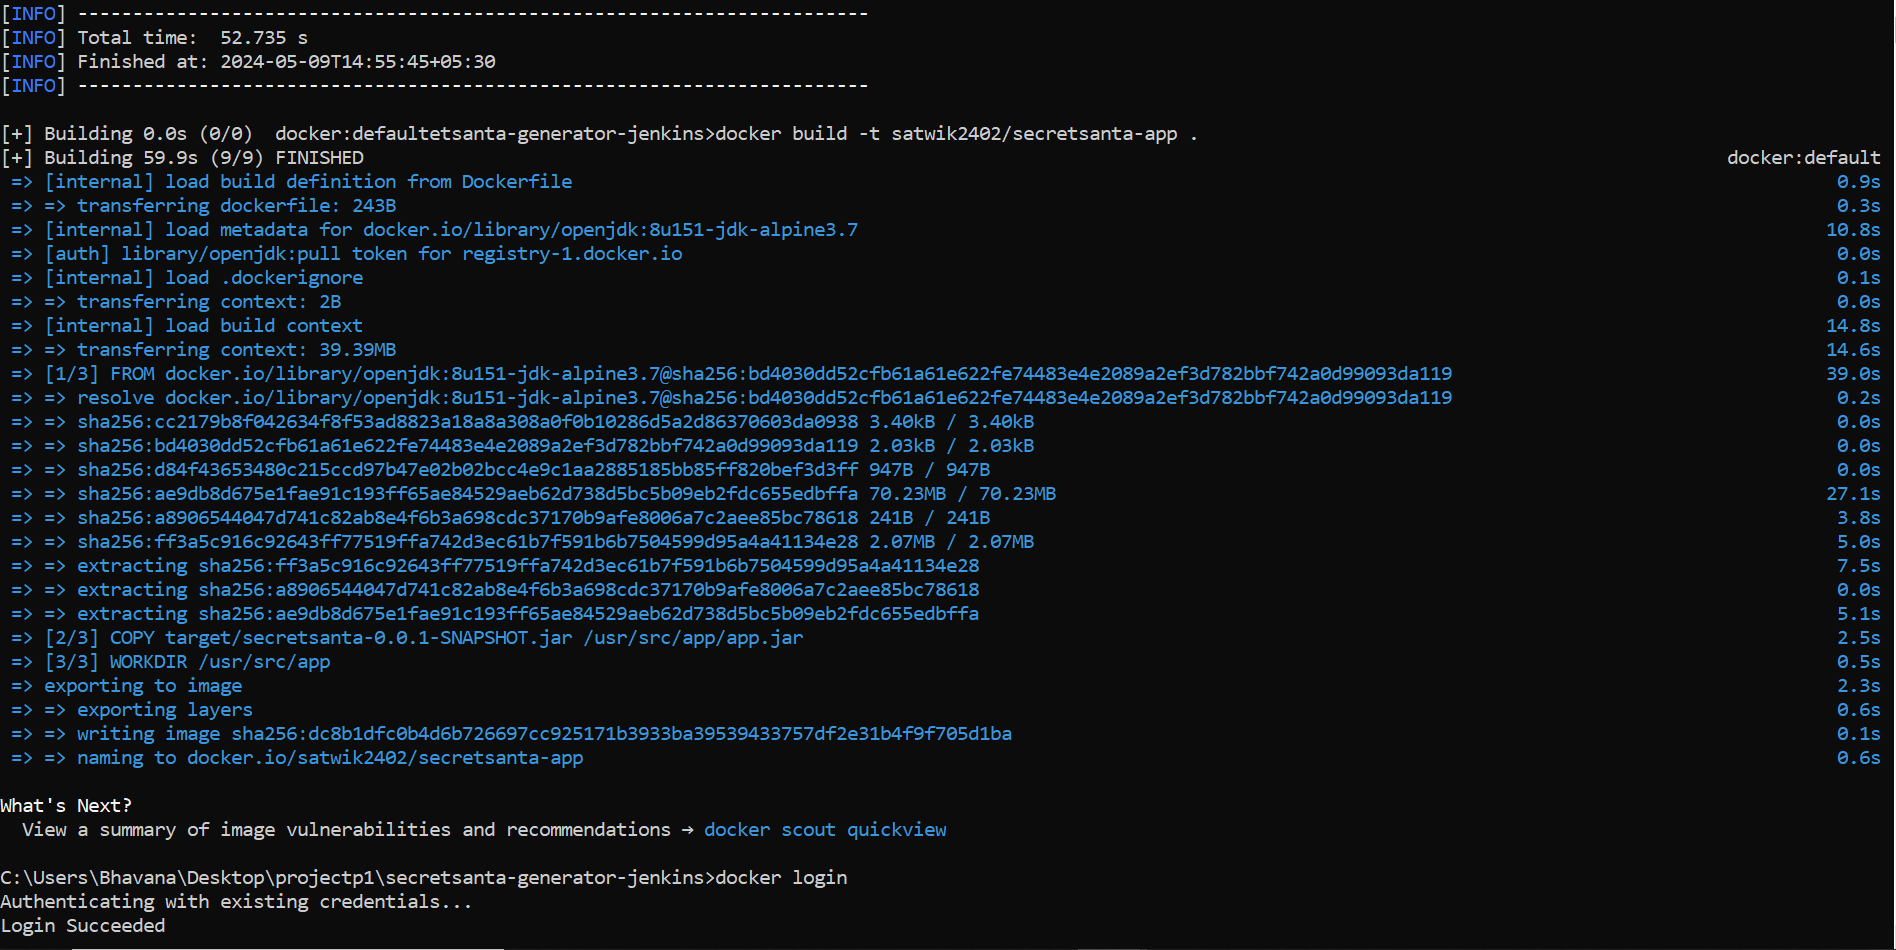 [INFO] ------------------------------------------------------------------------
[INFO] Total time:  52.735 s
[INFO] Finished at: 2024-05-09T14:55:45+05:30
[INFO] ------------------------------------------------------------------------
[+] Building 0.0s (0/0)  docker:defaultetsanta-generator-jenkins>docker build -t satwik2402/secretsanta-app .
[+] Building 59.9s (9/9) FINISHED docker:default
=> [internal] load build definition from Dockerfile 0.9s
=> => transferring dockerfile: 243B 0.3s
=> [internal] load metadata for docker.io/library/openjdk:8u151-jdk-alpine3.7 10.8s
=> [auth] library/openjdk:pull token for registry-1.docker.io 0.0s
=> [internal] load .dockerignore 0.1s
=> => transferring context: 2B 0.0s
=> [internal] load build context 14.8s
=> => transferring context: 39.39MB 14.6s
=> [1/3] FROM docker.io/library/openjdk:8u151-jdk-alpine3.7@sha256:bd4030dd52cfb61a61e622fe74483e4e2089a2ef3d782bbf742a0d99093da119 39.0s
=> => resolve docker.io/library/openjdk:8u151-jdk-alpine3.7@sha256:bd4030dd52cfb61a61e622fe74483e4e2089a2ef3d782bbf742a0d99093da119 0.2s
=> => sha256:cc2179b8f042634f8f53ad8823a18a8a308a0f0b10286d5a2d86370603da0938 3.40kB / 3.40kB 0.0s
=> => sha256:bd4030dd52cfb61a61e622fe74483e4e2089a2ef3d782bbf742a0d99093da119 2.03kB / 2.03kB 0.0s
=> => sha256:d84f43653480c215ccd97b47e02b02bcc4e9c1aa2885185bb85ff820bef3d3ff 947B / 947B 0.0s
=> => sha256:ae9db8d675e1fae91c193ff65ae84529aeb62d738d5bc5b09eb2fdc655edbffa 70.23MB / 70.23MB 27.1s
=> => sha256:a8906544047d741c82ab8e4f6b3a698cdc37170b9afe8006a7c2aee85bc78618 241B / 241B 3.8s
=> => sha256:ff3a5c916c92643ff77519ffa742d3ec61b7f591b6b7504599d95a4a41134e28 2.07MB / 2.07MB 5.0s
=> => extracting sha256:ff3a5c916c92643ff77519ffa742d3ec61b7f591b6b7504599d95a4a41134e28 7.5s
=> => extracting sha256:a8906544047d741c82ab8e4f6b3a698cdc37170b9afe8006a7c2aee85bc78618 0.0s
=> => extracting sha256:ae9db8d675e1fae91c193ff65ae84529aeb62d738d5bc5b09eb2fdc655edbffa 5.1s
=> [2/3] COPY target/secretsanta-0.0.1-SNAPSHOT.jar /usr/src/app/app.jar 2.5s
=> [3/3] WORKDIR /usr/src/app 0.5s
=> exporting to image 2.3s
=> => exporting layers 0.6s
=> => writing image sha256:dc8b1dfc0b4d6b726697cc925171b3933ba39539433757df2e31b4f9f705d1ba 0.1s
=> => naming to docker.io/satwik2402/secretsanta-app 0.6s
What's Next?
View a summary of image vulnerabilities and recommendations → docker scout quickview
C:\Users\Bhavana\Desktop\projectp1\secretsanta-generator-jenkins>docker login
Authenticating with existing credentials...
Login Succeeded